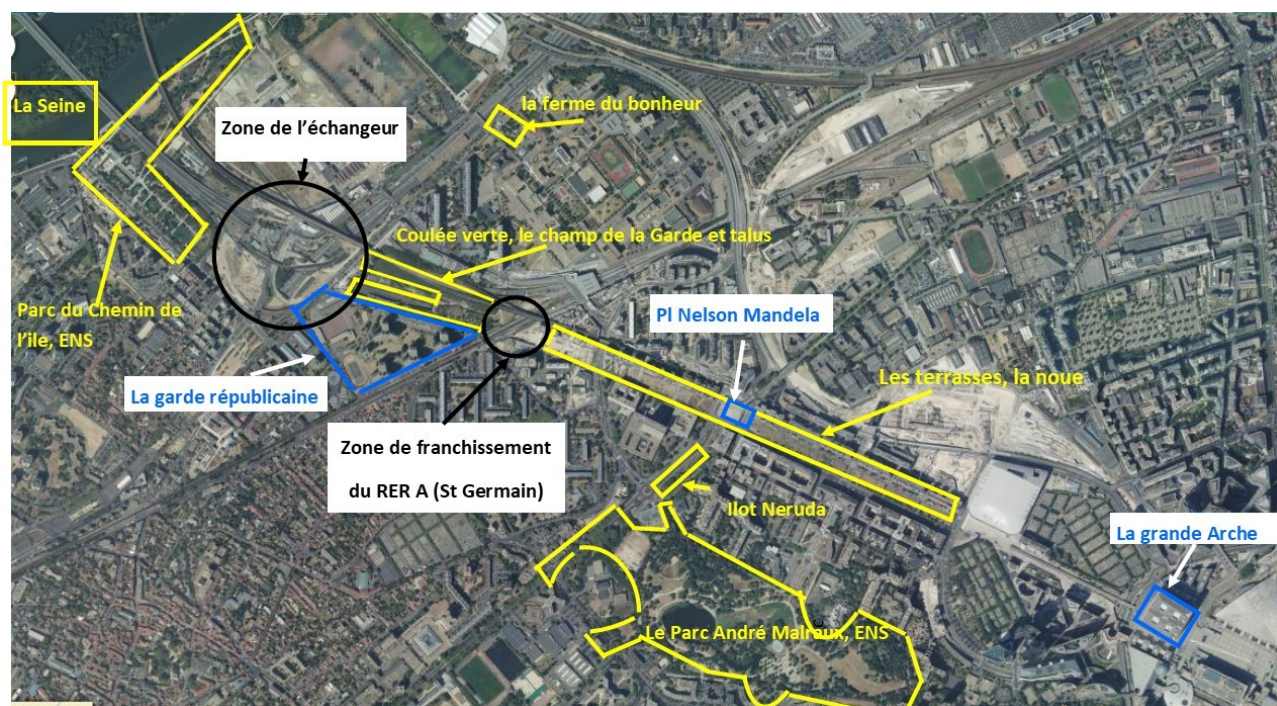 La Seine
la ferme du bonheur
Zone de l’échangeur
Coulée verte, le champ de la Garde et talus
Parc du Chemin de
l’ile, ENS
Pl Nelson Mandela
La garde républicaine
Les terrasses, la noue
Zone de franchissement
du RER A (St Germain)
Ilot Neruda
La grande Arche
Le Parc André Malraux, ENS